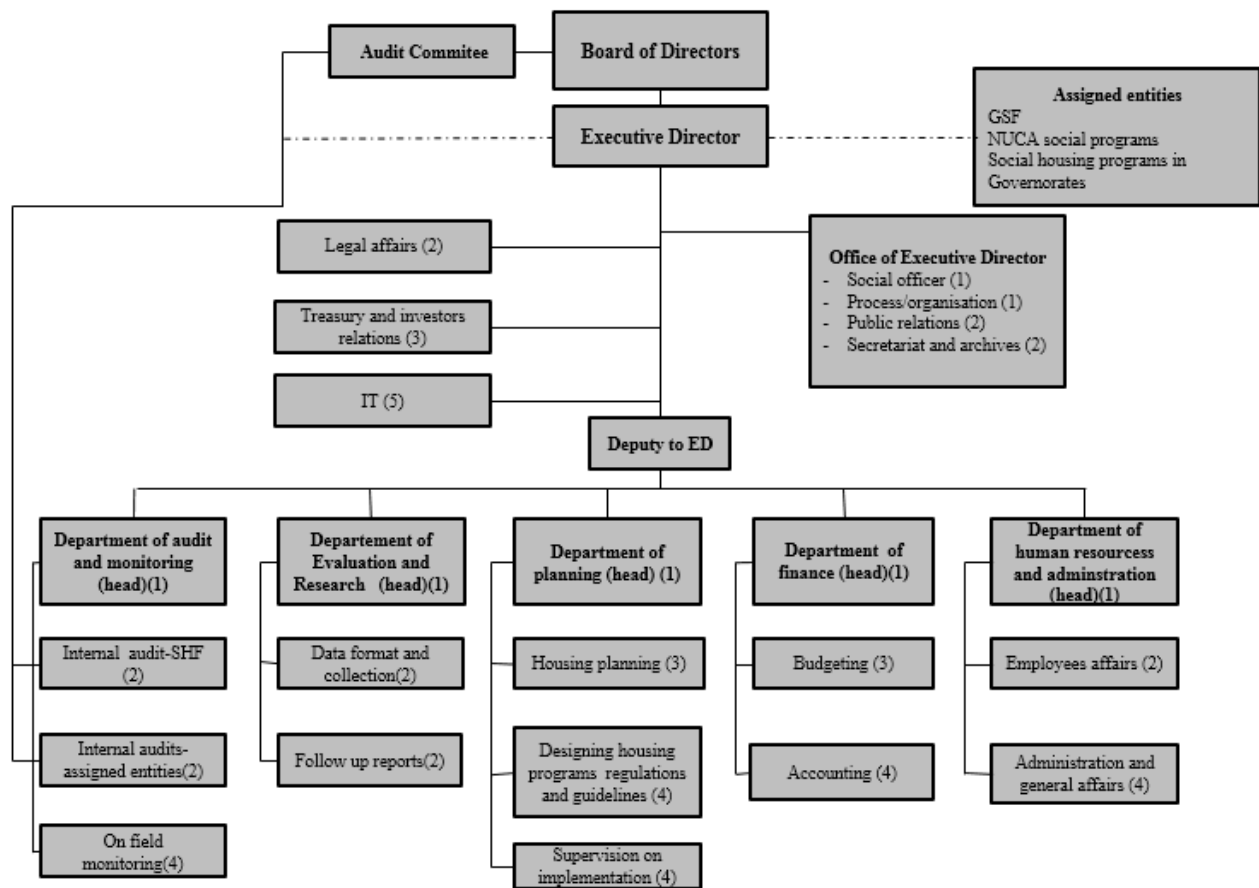 Audit Commitee
Board of Directors
Executive Director
Assigned entities
GSF
NUCA social programs
Social housing programs in
Governorates
Legal affairs (2)
Treasury and investors
relations (3)
IT (5)
Office of Executive Director
- Social officer (1)
- Process/organisation (1)
- Public relations (2)
- Secretariat and archives (2)
Deputy to ED
Department of audit
and monitoring
(head)(1)
Internal audit-SHF
(2)
Internal audits-
assigned entities(2)
On field
monitoring(4)
Departement of
Evaluation and
Research (head)(1)
Data format and
collection(2)
Follow up reports(2)
Department of
planning (head) (1)
Housing planning (3)
Designing housing
programs regulations
and guidelines (4)
Supervision on
implementation (4)
Department of
finance (head)(1)
Budgeting (3)
Accounting (4)
Department of
human resourcess
and adminstration
(head)(1)
Employees affairs (2)
Administration and
general affairs (4)